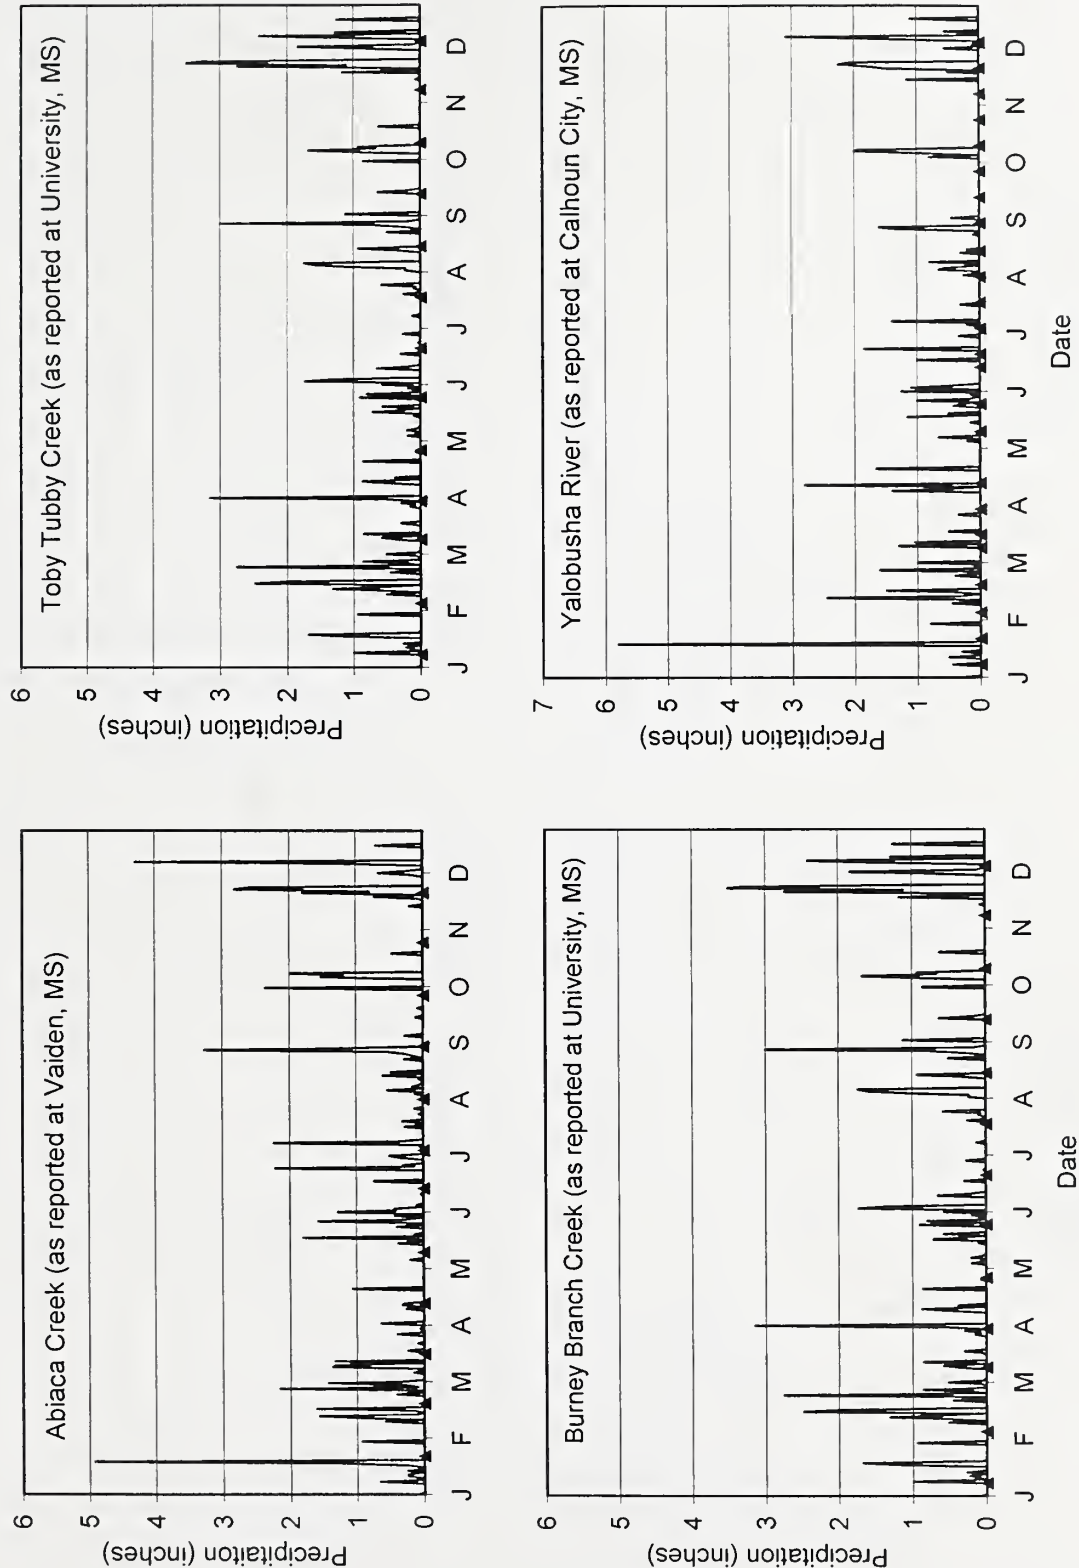 Abiaca Creek (as reported at Vaiden, MS)
Precipitation (inches)
6
5
4
3
2
1
0
J F M A M J J A S O N D
Toby Tubby Creek (as reported at University, MS)
Precipitation (inches)
6
5
4
3
2
1
0
J F M A M J J A S O N D
Burney Branch Creek (as reported at University, MS)
Precipitation (inches)
6
5
4
3
2
1
0
J F M A M J J A S O N D
Date
Yalobusha River (as reported at Calhoun City, MS)
Precipitation (inches)
7
6
5
4
3
2
1
0
J F M A M J J A S O N D
Date